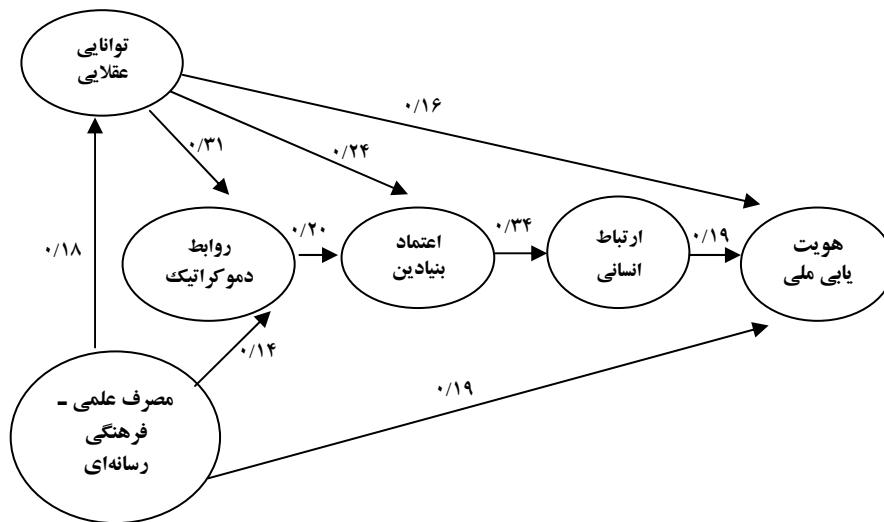 توانایی
عقلایی
۰/۱۶
۰/۳۱
۰/۲۴
۰/۱۸
روابط
دموکراتیک
۰/۲۰
اعتماد
بنیادین
۰/۳۴
ارتباط
انسانی
۰/۱۹
هویت
یابی ملی
۰/۱۴
۰/۱۹
مصرف علمی ـ
فرهنگی
رسانه‌ای